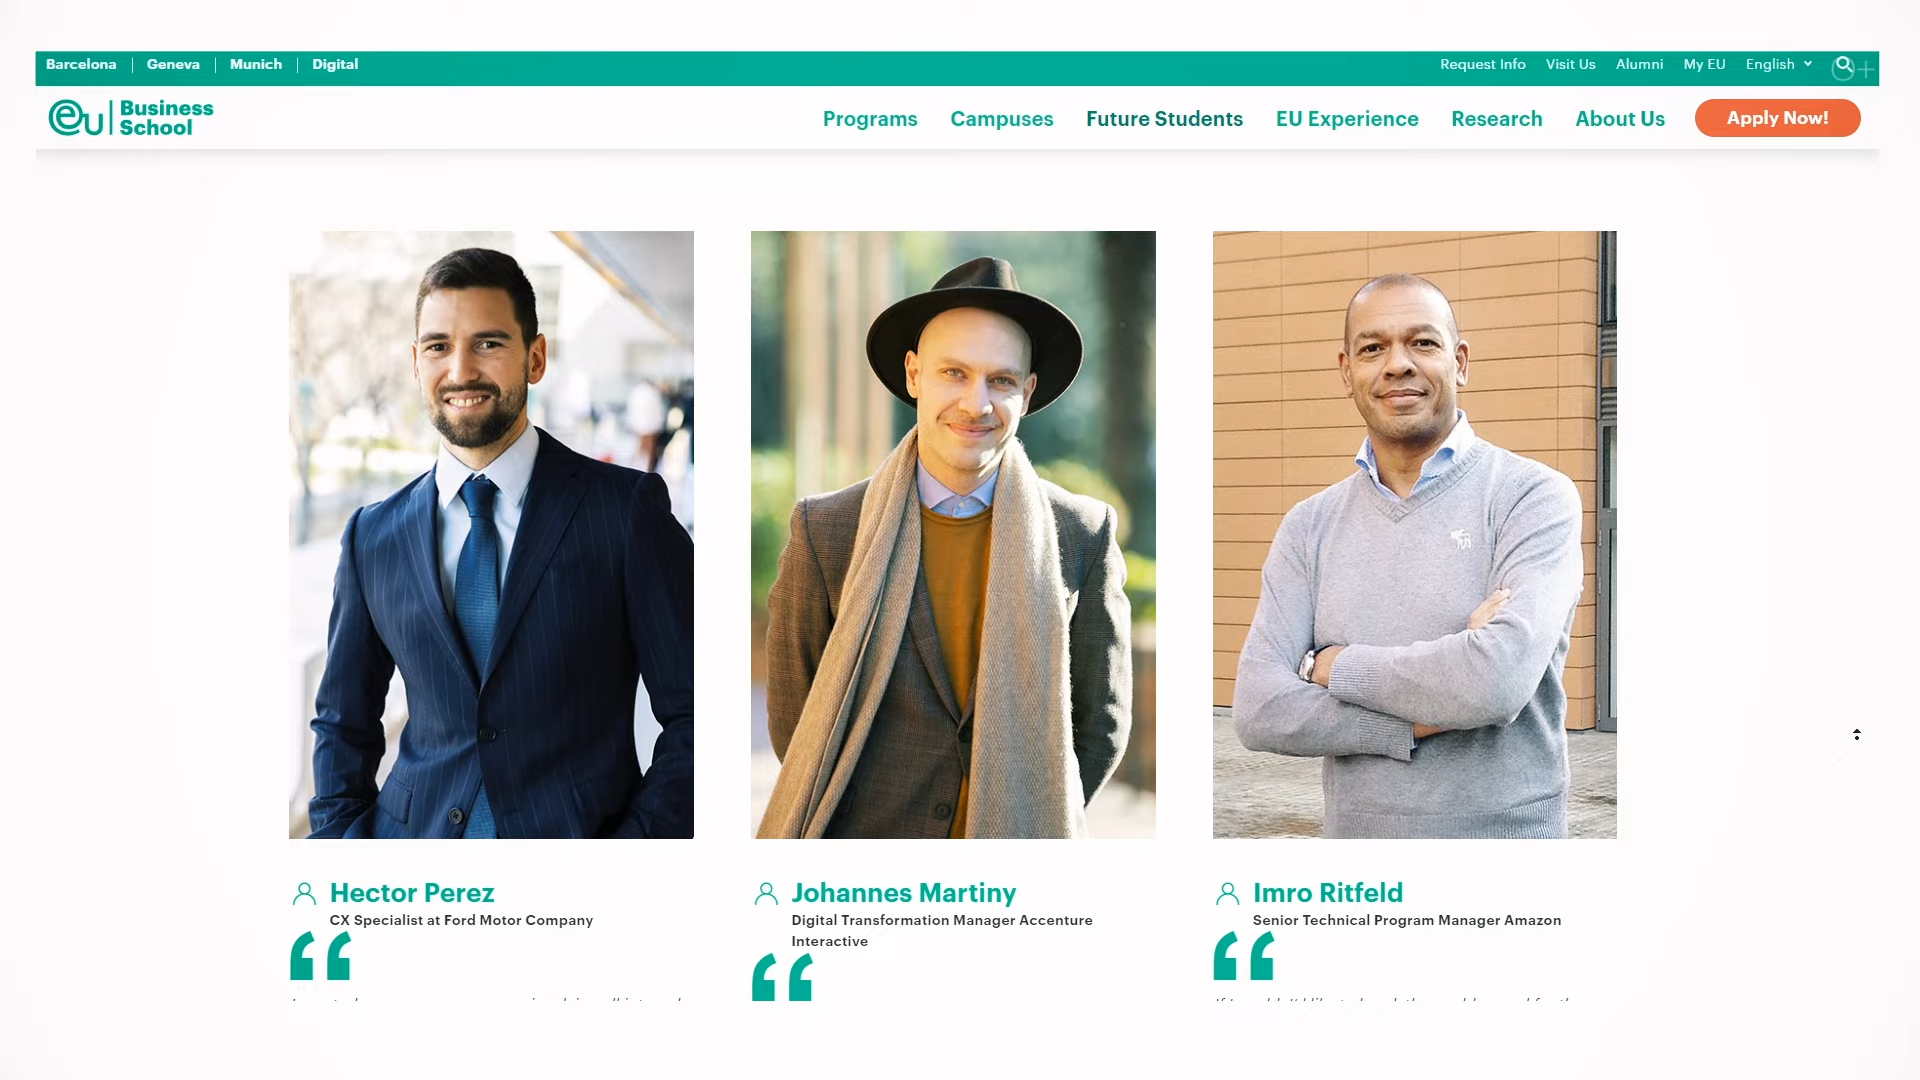 Barcelona
Geneva
Munich
Digital
Request Info
Visit Us
Alumni
My EU
English
eu Business
School
Programs
Campuses
Future Students
EU Experience
Research
About Us
Apply Now!
Hector Perez
CX Specialist at Ford Motor Company
“
Johannes Martiny
Digital Transformation Manager Accenture
Interactive
“
Imro Ritfeld
Senior Technical Program Manager Amazon
“